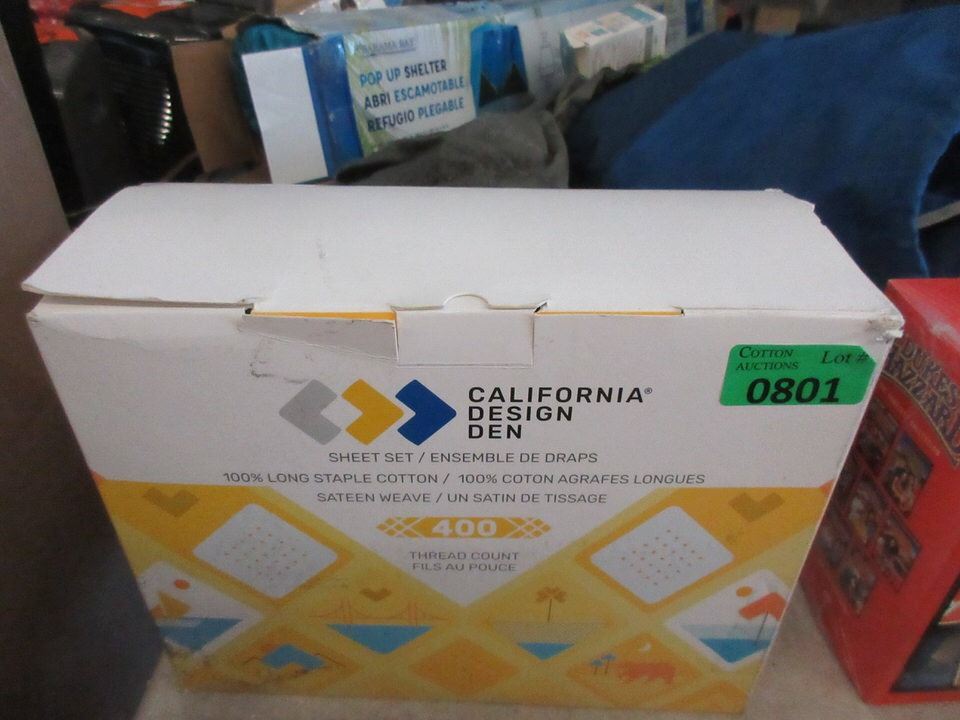 POP UP SHELTER
ABRI ESCAMOTABLE
REFUGIO PLEGABLE
COTTON AUCTIONS Lot #
0801
CALIFORNIA®
DESIGN
DEN
SHEET SET / ENSEMBLE DE DRAPS
100% LONG STAPLE COTTON / 100% COTON AGRAFES LONGUES
SATEEN WEAVE / UN SATIN DE TISSAGE
400
THREAD COUNT
FILS AU POUCE